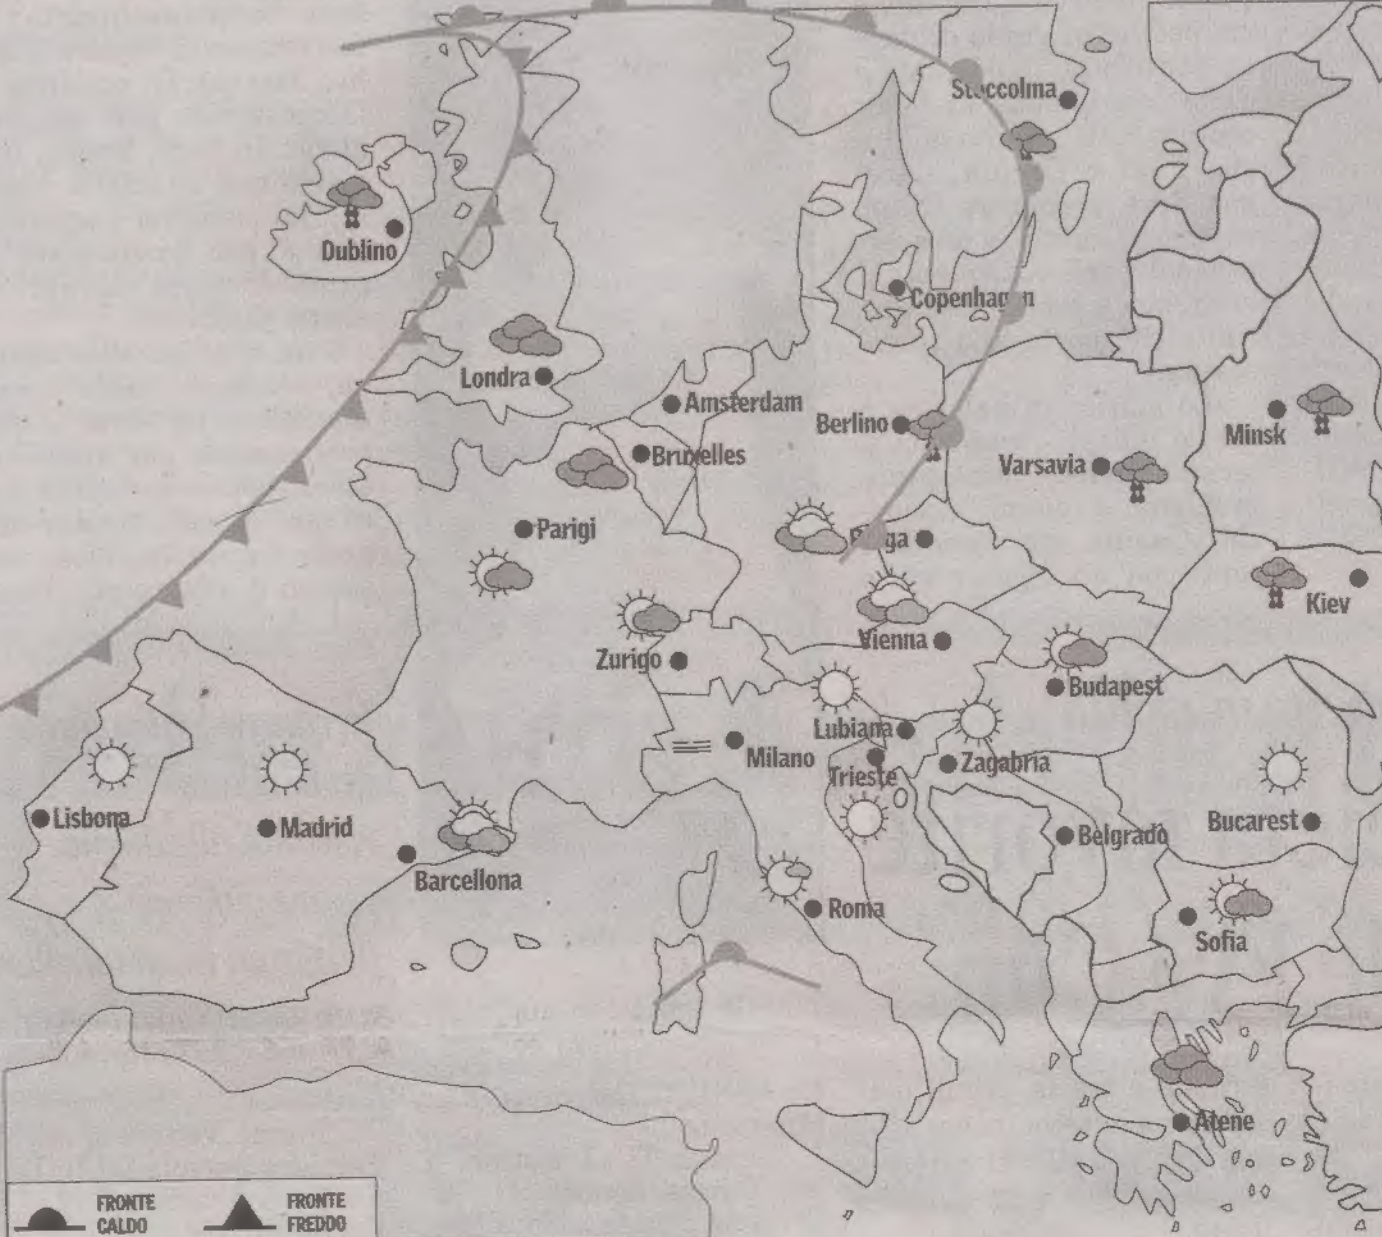 Stoccolma
Dublino
Copenhagen
Londra
Amsterdam
Berlino
Minsk
Bruxelles
Varsavia
Parigi
Praga
Kiev
Vienna
Zurigo
Budapest
Lubiana
Milano
Trieste
Zagabria
Lisbona
Madrid
Belgrado
Bucarest
Barcellona
Roma
Sofia
Atene
FRONTE
CALDO
FRONTE
FREDDO